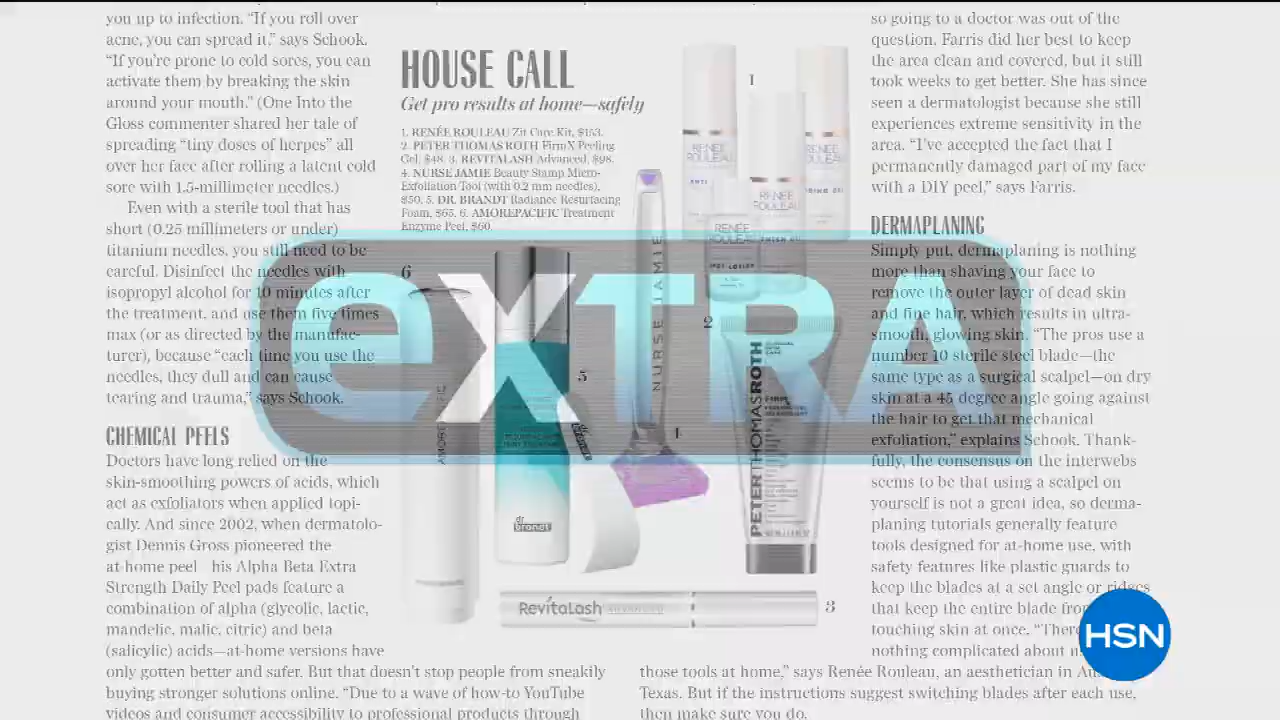 you up to infection. “If you roll over
acne, you can spread it,” says Schook.
“If you’re prone to cold sores, you can
activate them by breaking the skin
around your mouth.” (One Into the
Gloss commenter shared her tale of
spreading “tiny doses of herpes” all
over her face after rolling a latent cold
sore with 1.5-millimeter needles.)
Even with a sterile tool that has
short (0.25 millimeters or under)
titanium needles, you still need to be
careful. Disinfect the needles with
isopropyl alcohol for 10 minutes after
the treatment, and use them five times
max (or as directed by the manufac-
turer), because “each time you use the
needles, they dull and can cause
tearing and trauma,” says Schook.
CHEMICAL PEELS
Doctors have long relied on the
skin-smoothing powers of acids, which
act as exfoliators when applied topi-
cally. And since 2002, when dermatolo-
gist Dennis Gross pioneered the
at-home peel his Alpha Beta Extra
Strength Daily Peel pads feature a
combination of alpha (glycolic, lactic,
mandelic, malic, citric) and beta
(salicylic) acids—at-home versions have
only gotten better and safer. But that doesn’t stop people from sneakily
buying stronger solutions online. “Due to a wave of how-to YouTube
videos and consumer accessibility to professional products through
HOUSE CALL
Get pro results at home—safely
1. RENÉE ROULEAU Zit Care Kit, $153.
2. PETER THOMAS ROTH FirmX Peeling
Gel, $48. 3. REVITALASH Advanced, $98.
4. NURSE JAMIE Beauty Stamp Micro-
Exfoliation Tool (with 0.2 mm needles),
$50. 5. DR. BRANDT Radiance Resurfacing
Foam, $65. 6. AMOREPACIFIC Treatment
Enzyme Peel, $60.
1
RENÉE
ROULEAU
ANTI
RENÉE
ROULEAU
RENÉE
ROULEAU
RENÉE
ROULEAU
SPOT LOTION
eXTRA
6
5
NURSE JAMIE
2
PETERTHOMASROTH
FIRMX
dr.
brandt
RevitaLash ADVANCED
3
so going to a doctor was out of the
question. Farris did her best to keep
the area clean and covered, but it still
took weeks to get better. She has since
seen a dermatologist because she still
experiences extreme sensitivity in the
area. “I’ve accepted the fact that I
permanently damaged part of my face
with a DIY peel,” says Farris.
DERMAPLANING
Simply put, dermaplaning is nothing
more than shaving your face to
remove the outer layer of dead skin
and fine hair, which results in ultra-
smooth, glowing skin. “The pros use a
number 10 sterile steel blade—the
same type as a surgical scalpel—on dry
skin at a 45 degree angle going against
the hair to get that mechanical
exfoliation,” explains Schook. Thank-
fully, the consensus on the interwebs
seems to be that using a scalpel on
yourself is not a great idea, so derma-
planing tutorials generally feature
tools designed for at-home use, with
safety features like plastic guards to
keep the blades at a set angle or ridges
that keep the entire blade from
touching skin at once. “There
nothing complicated about
those tools at home,” says Renée Rouleau, an aesthetician in
Texas. But if the instructions suggest switching blades after each use,
then make sure you do.
HSN